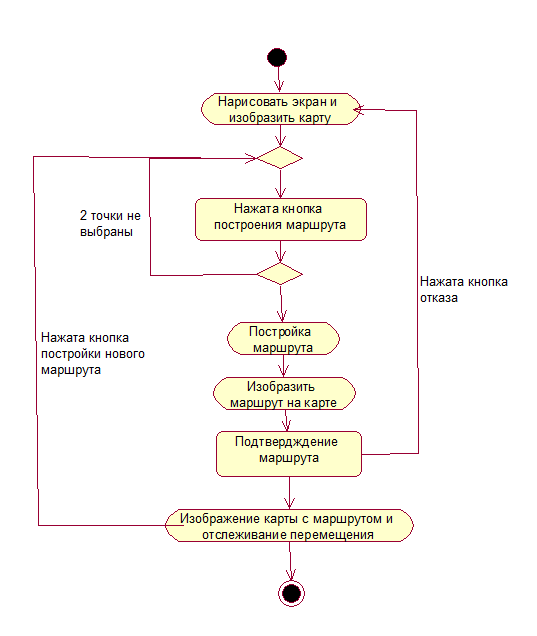 Нарисовать экран и
изобразить карту
2 точки не
выбраны
Нажата кнопка
построения маршрута
Нажата кнопка
отказа
Постройка
маршрута
Нажата кнопка
постройки нового
маршрута
Изобразить
маршрут на карте
Подтвердждение
маршрута
Изображение карты с маршрутом и
отслеживание перемещения